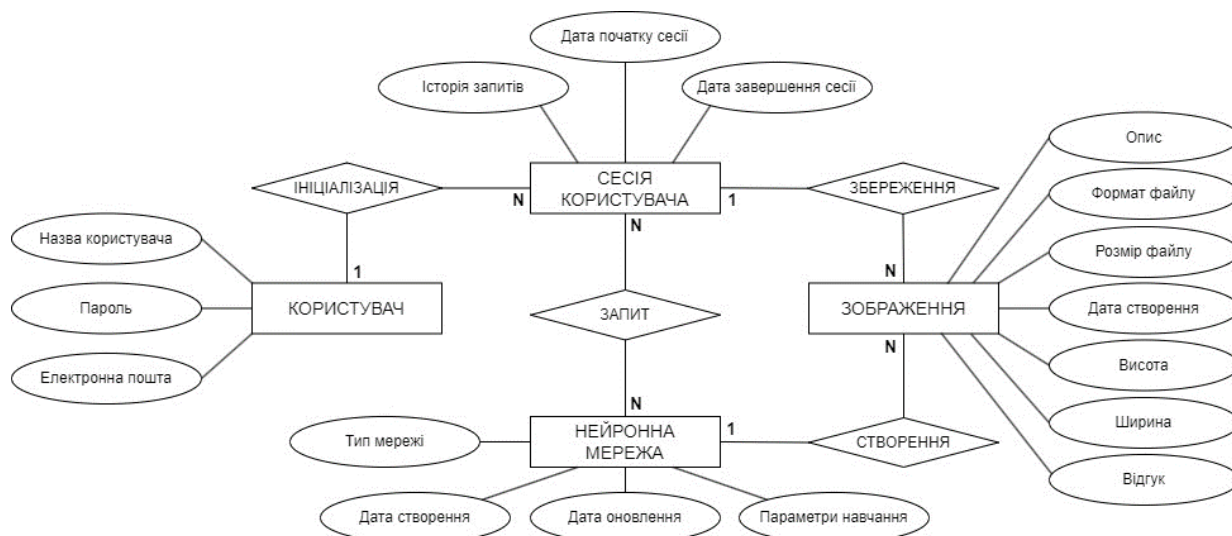 Дата початку сесії
Історія запитів
Дата завершення сесії
Опис
ІНІЦІАЛІЗАЦІЯ
СЕСІЯ
КОРИСТУВАЧА
ЗБЕРЕЖЕННЯ
N
1
N
Формат файлу
Назва користувача
Розмір файлу
1
N
КОРИСТУВАЧ
Пароль
ЗАПИТ
ЗОБРАЖЕННЯ
Дата створення
N
Електронна пошта
Висота
N
Тип мережі
НЕЙРОННА
МЕРЕЖА
1
СТВОРЕННЯ
Ширина
Відгук
Дата створення
Дата оновлення
Параметри навчання